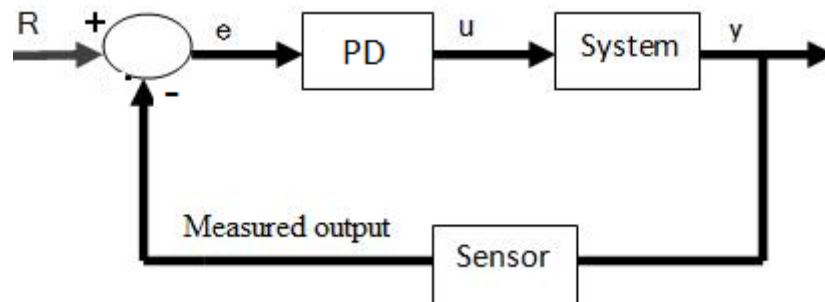 R
+
e
PD
u
System
y
-
Measured output
Sensor